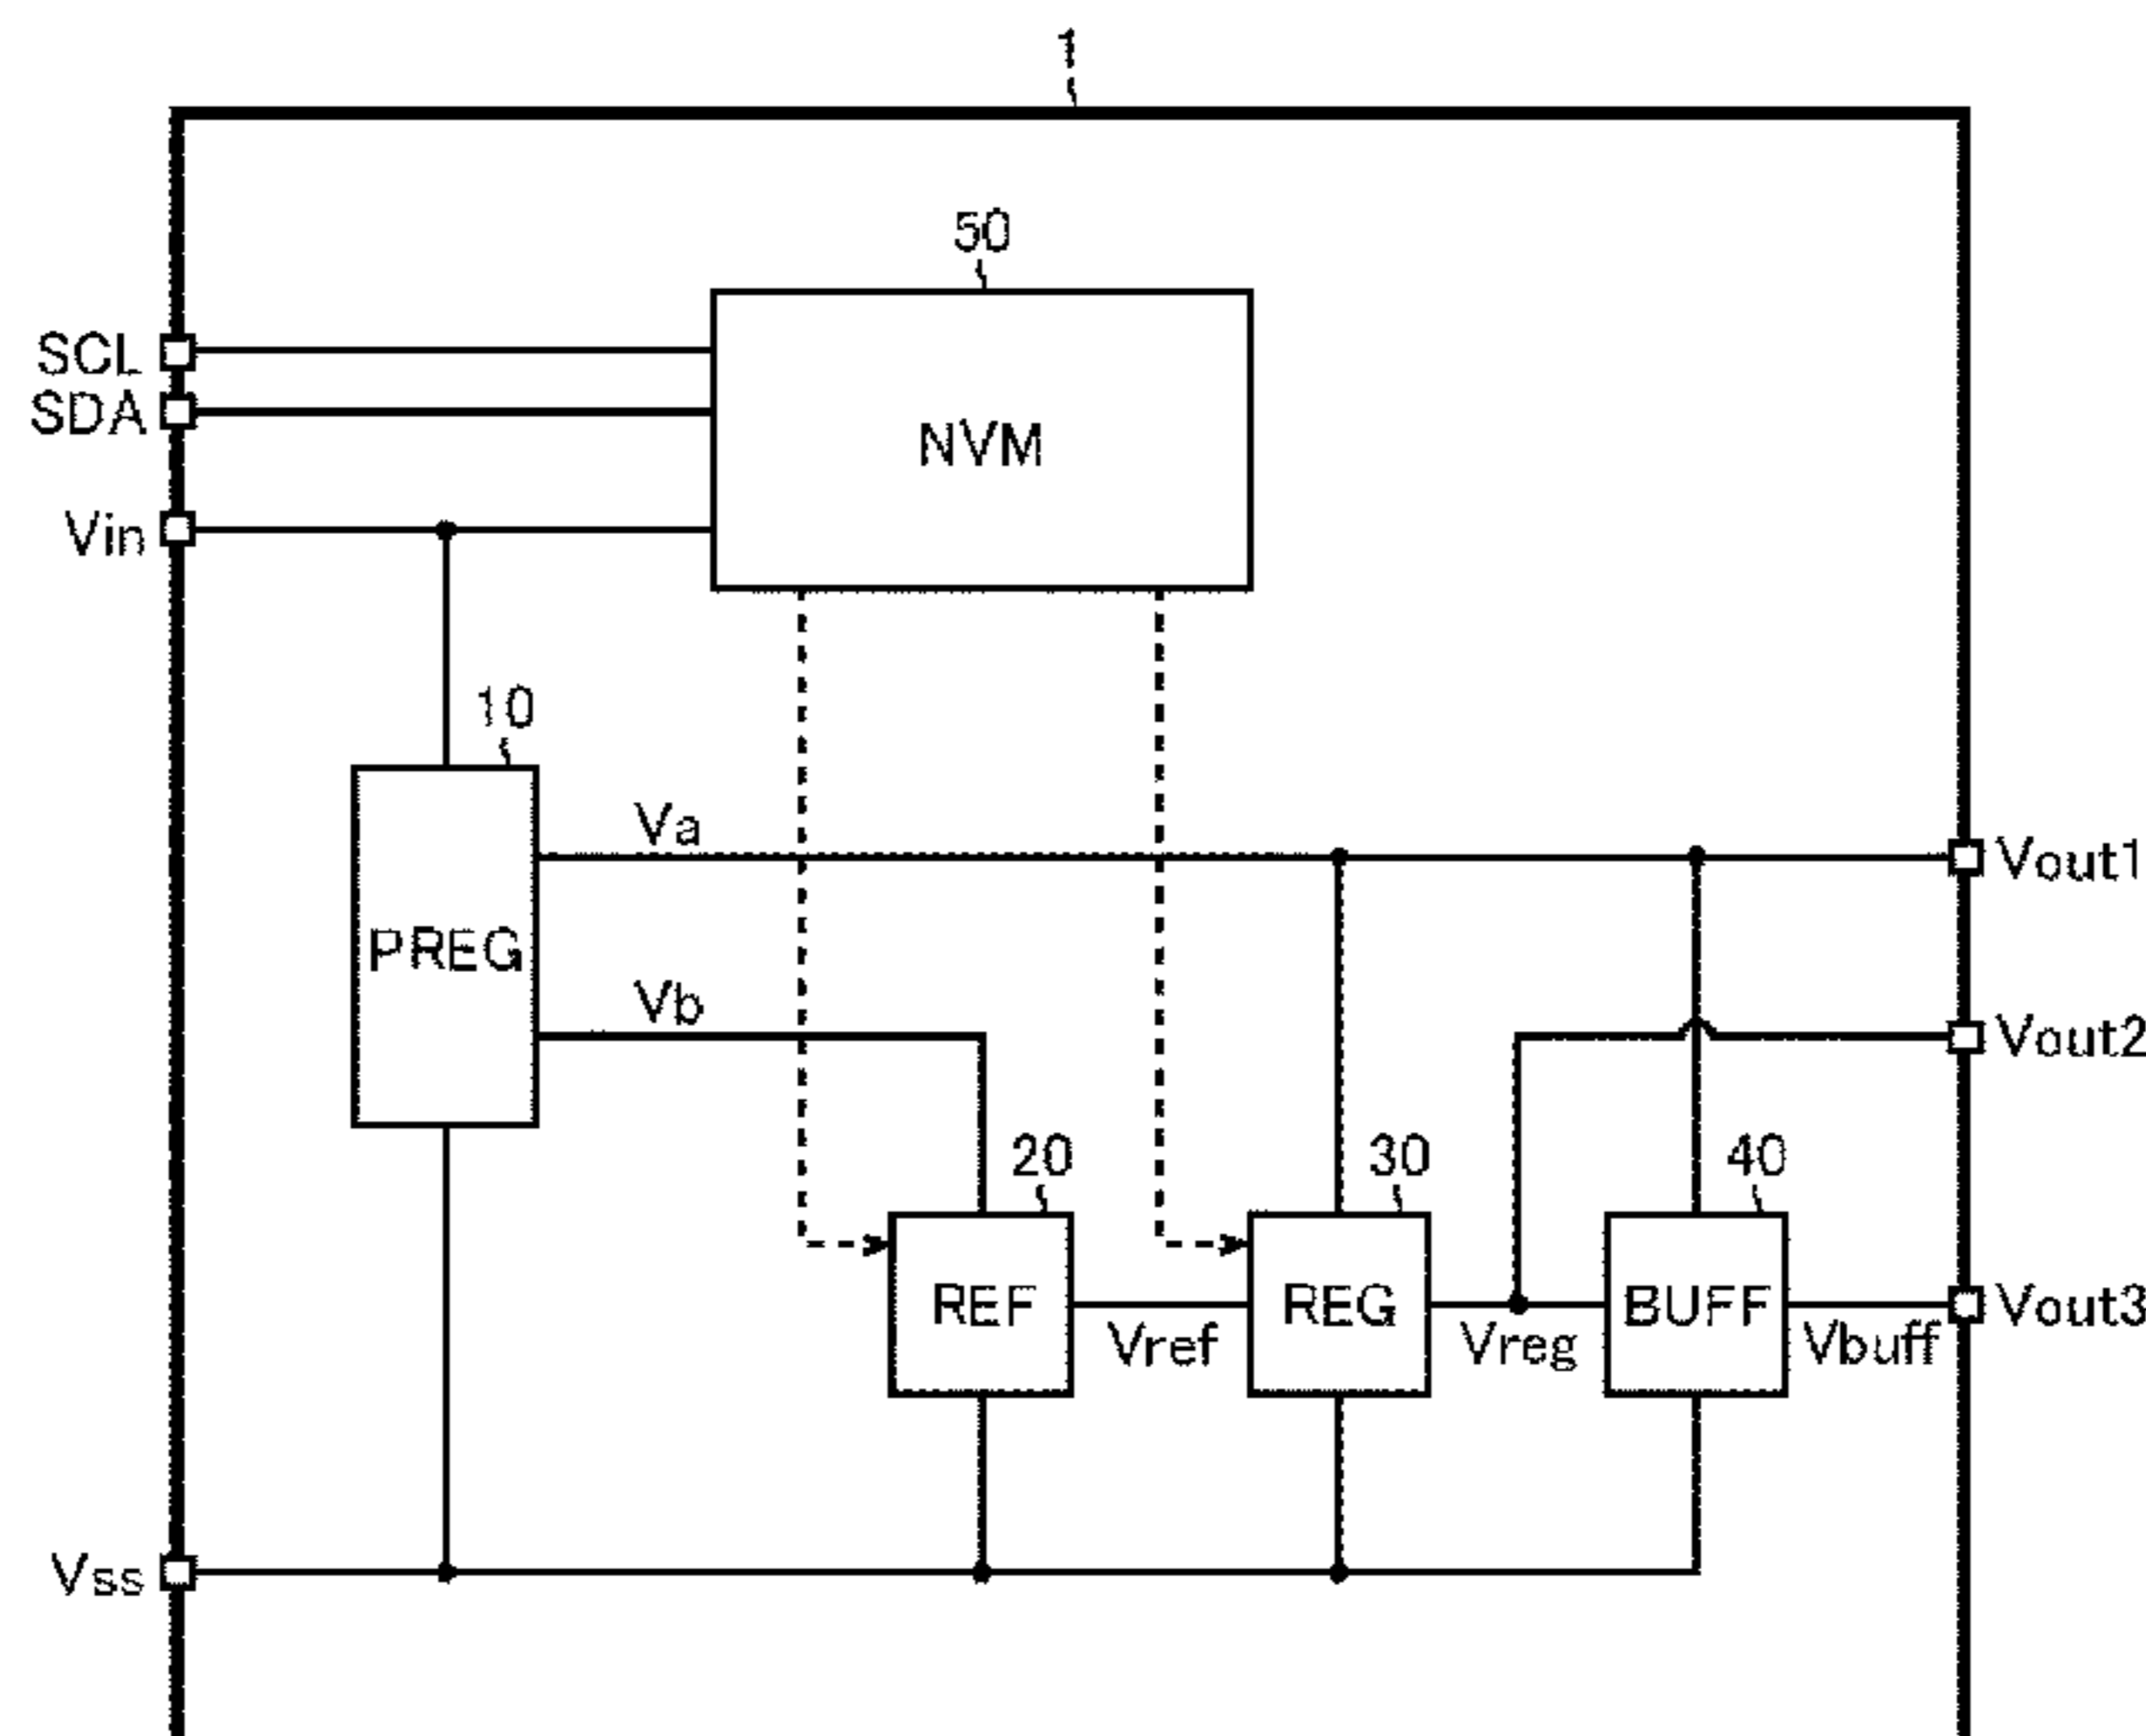 1
50
SCL
SDA
NVM
Vin
10
Va
Vout1
PREG
Vb
Vout2
20
30
40
REF
REG
BUFF
Vout3
Vref
Vreg
Vbuff
Vss